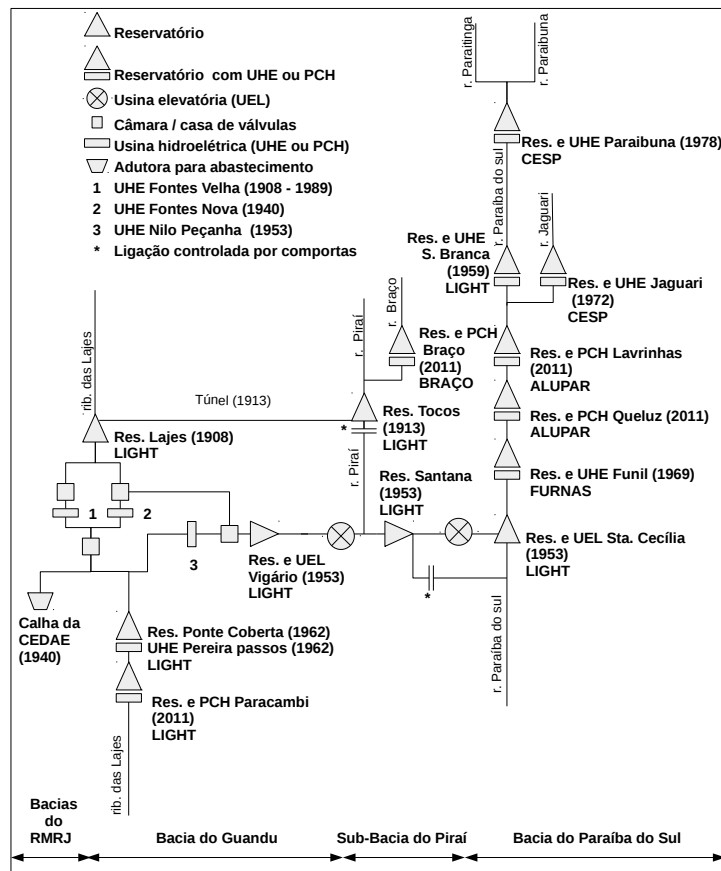 Reservatório
Reservatório com UHE ou PCH
Usina elevatória (UEL)
Câmara / casa de válvulas
Usina hidroelétrica (UHE ou PCH)
Adutora para abastecimento
1 UHE Fontes Velha (1908 - 1989)
2 UHE Fontes Nova (1940)
3 UHE Nilo Peçanha (1953)
* Ligação controlada por comportas
r. Paraitinga
r. Paraibuna
Res. e UHE Paraibuna (1978)
CESP
r. Paraíba do sul
r. Jaguari
Res. e UHE
S. Branca
(1959)
LIGHT
Res. e UHE Jaguari
(1972)
CESP
rib. das Lajes
r. Piraí
r. Braço
Res. e PCH
Braço
(2011)
BRAÇO
Res. e PCH Lavrinhas
(2011)
ALUPAR
Túnel (1913)
Res. Lajes (1908)
LIGHT
*
Res. Tocos
(1913)
LIGHT
Res. e PCH Queluz (2011)
ALUPAR
r. Piraí
Res. Santana
(1953)
LIGHT
Res. e UHE Funil (1969)
FURNAS
1
2
3
Res. e UEL
Vigário (1953)
LIGHT
Res. e UEL Sta. Cecília
(1953)
LIGHT
*
Calha da
CEDAE
(1940)
Res. Ponte Coberta (1962)
UHE Pereira passos (1962)
LIGHT
r. Paraíba do sul
Res. e PCH Paracambi
(2011)
LIGHT
rib. das Lajes
Bacias
do
RMRJ
Bacia do Guandu
Sub-Bacia do Piraí
Bacia do Paraíba do Sul